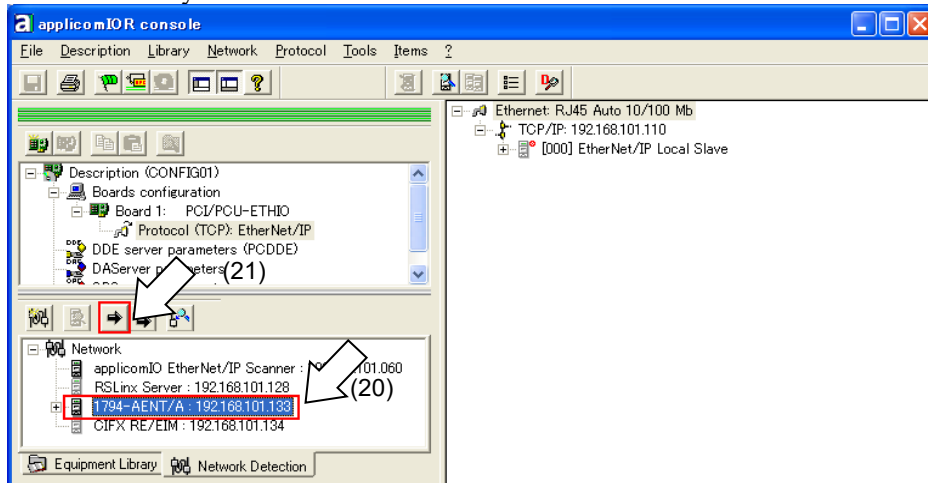 applicomIOR console
File Description Library Network Protocol Tools Items ?
Ethernet: RJ45 Auto 10/100 Mb
TCP/IP: 192.168.101.110
[000] EtherNet/IP Local Slave
Description (CONFIG01)
Boards configuration
Board 1: PCI/PCU-ETHIO
Protocol (TCP): EtherNet/IP
DDE server parameters (PCDDE)
DAServer
(21)
Network
applicomIO EtherNet/IP Scanner :
RSLinx Server : 192.168.101.128
(20)
1794-AENT/A : 192.168.101.133
CIFX RE/EIM : 192.168.101.134
Equipment Library Network Detection